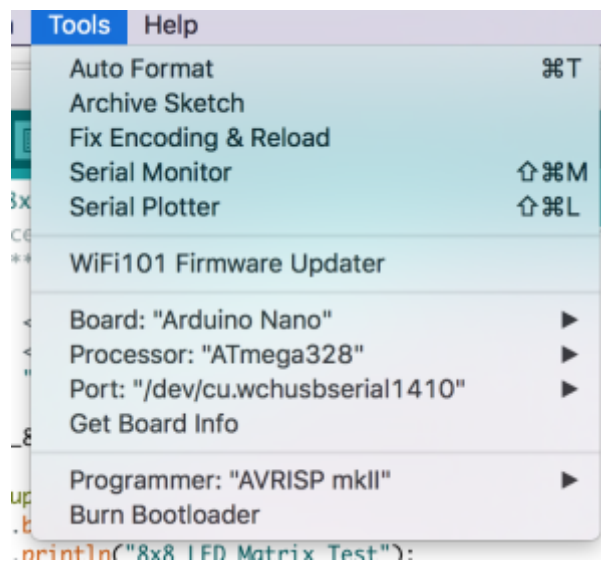 Tools Help
Auto Format ⌘T
Archive Sketch
Fix Encoding & Reload
Serial Monitor ⇧⌘M
Serial Plotter ⇧⌘L
WiFi101 Firmware Updater
Board: "Arduino Nano"
Processor: "ATmega328"
Port: "/dev/cu.wchusbserial1410"
Get Board Info
Programmer: "AVRISP mkII"
Burn Bootloader
.println("8x8 LED Matrix Test");